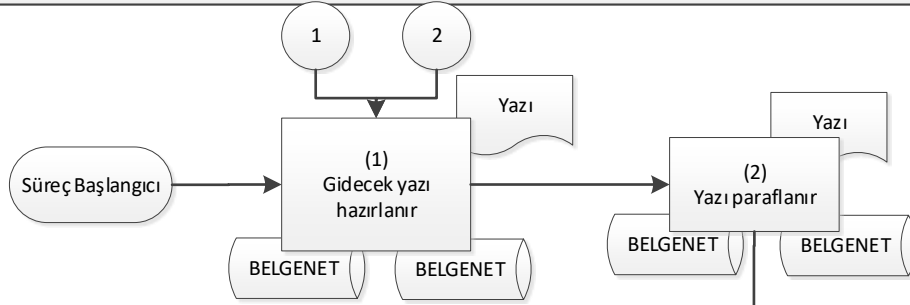 1
2
Yazı
Yazı
Süreç Başlangıcı
(1)
Gidecek yazı
hazırlanır
(2)
Yazı paraflanır
BELGENET
BELGENET
BELGENET
BELGENET